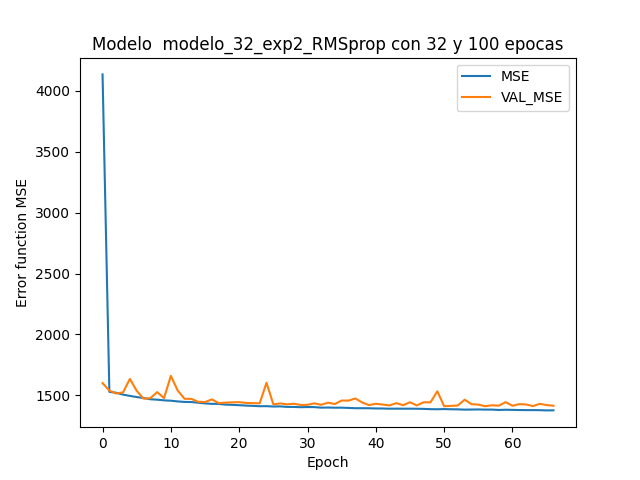 Modelo  modelo_32_exp2_RMSprop con 32 y 100 epocas
MSE
VAL_MSE
Error function MSE
4000
3500
3000
2500
2000
1500
0 10 20 30 40 50 60
Epoch